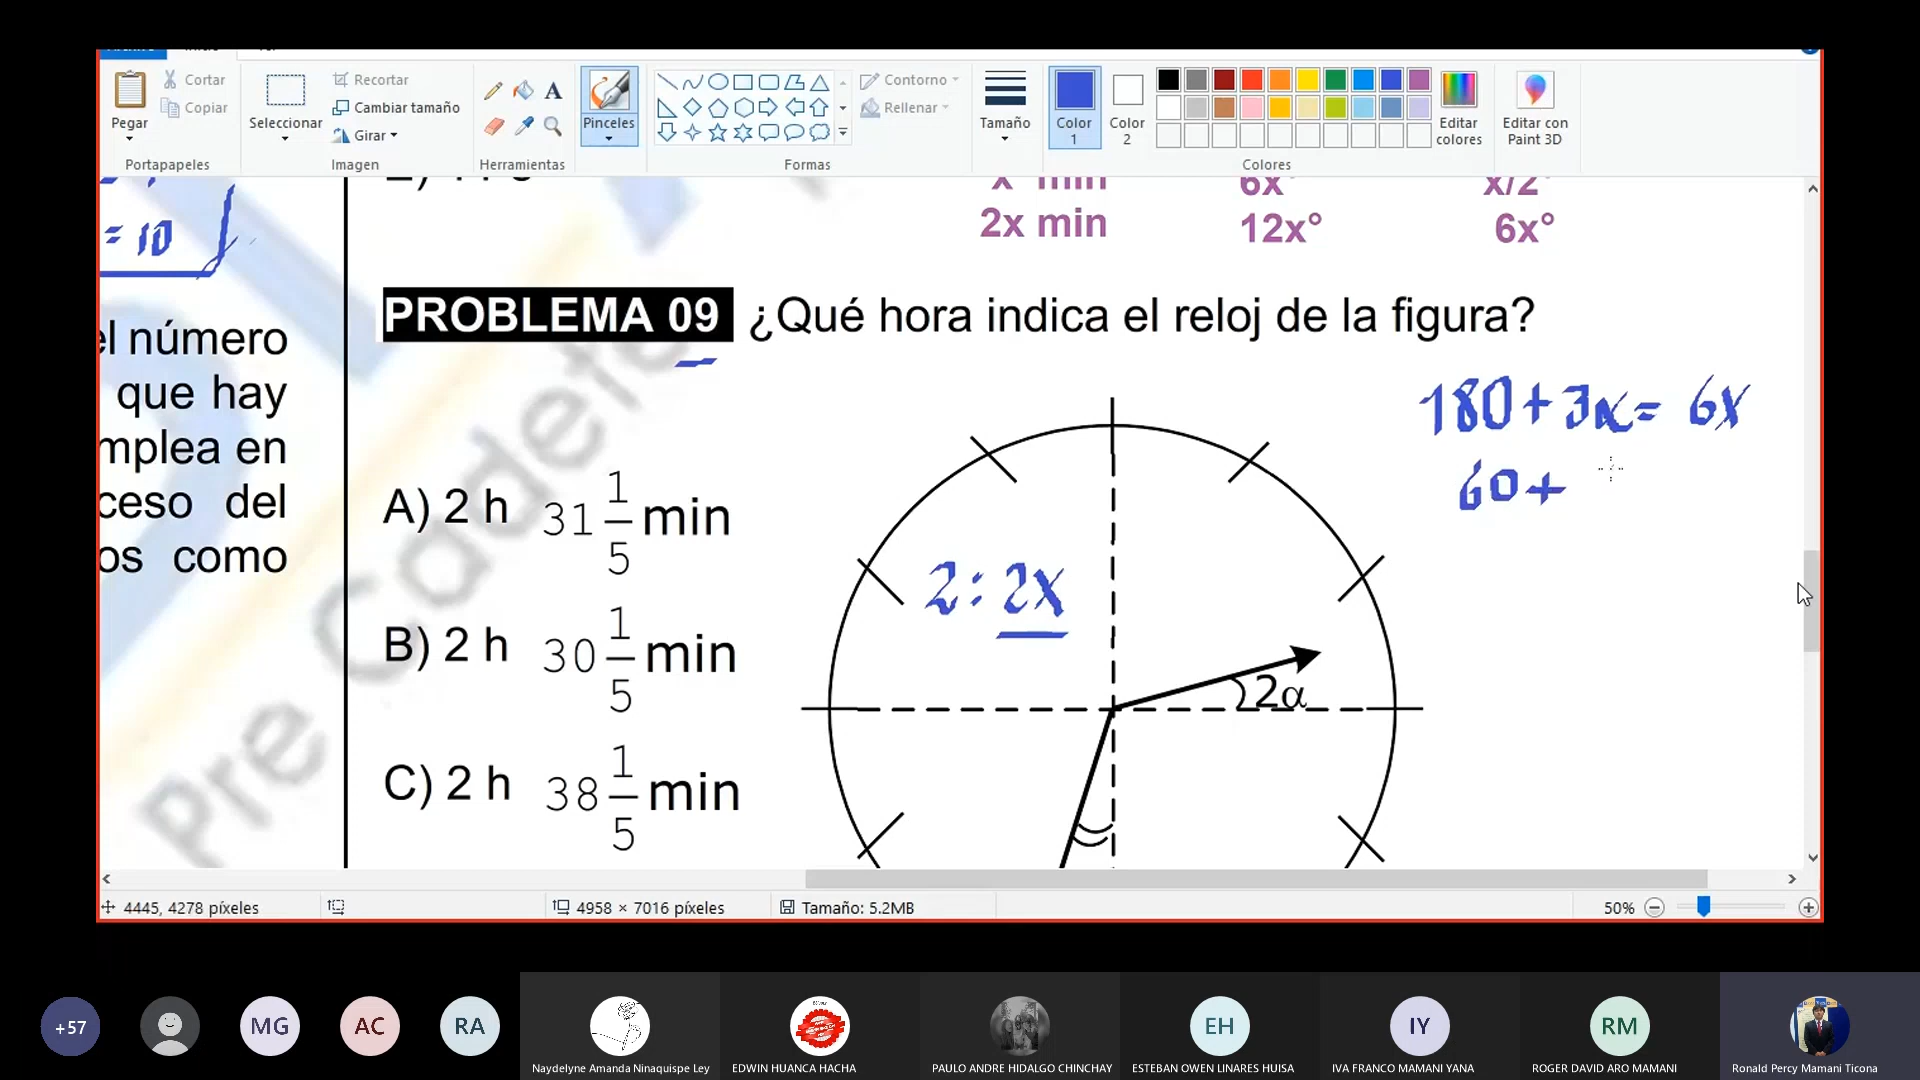 Cortar
Copiar
Pegar
Portapapeles
Seleccionar
Recortar
Cambiar tamaño
Girar
Imagen
Herramientas
Pinceles
Formas
Contorno
Rellenar
Tamaño
Color 1
Color 2
Colores
Editar colores
Editar con Paint 3D
= 10
el número
que hay
mplea en
ceso del
os como
x min 6x° x/2°
2x min 12x° 6x°
PROBLEMA 09 ¿Qué hora indica el reloj de la figura?
A) 2 h 31 1/5 min
B) 2 h 30 1/5 min
C) 2 h 38 1/5 min
2 : 2x
2α
180 + 3x = 6x
60 +
Pre Cadete
4445, 4278 píxeles
4958 × 7016 píxeles
Tamaño: 5.2MB
50%
+57
MG
AC
RA
EH
IY
RM
Naydelyne Amanda Ninaquispe Ley
EDWIN HUANCA HACHA
PAULO ANDRE HIDALGO CHINCHAY
ESTEBAN OWEN LINARES HUISA
IVA FRANCO MAMANI YANA
ROGER DAVID ARO MAMANI
Ronald Percy Mamani Ticona